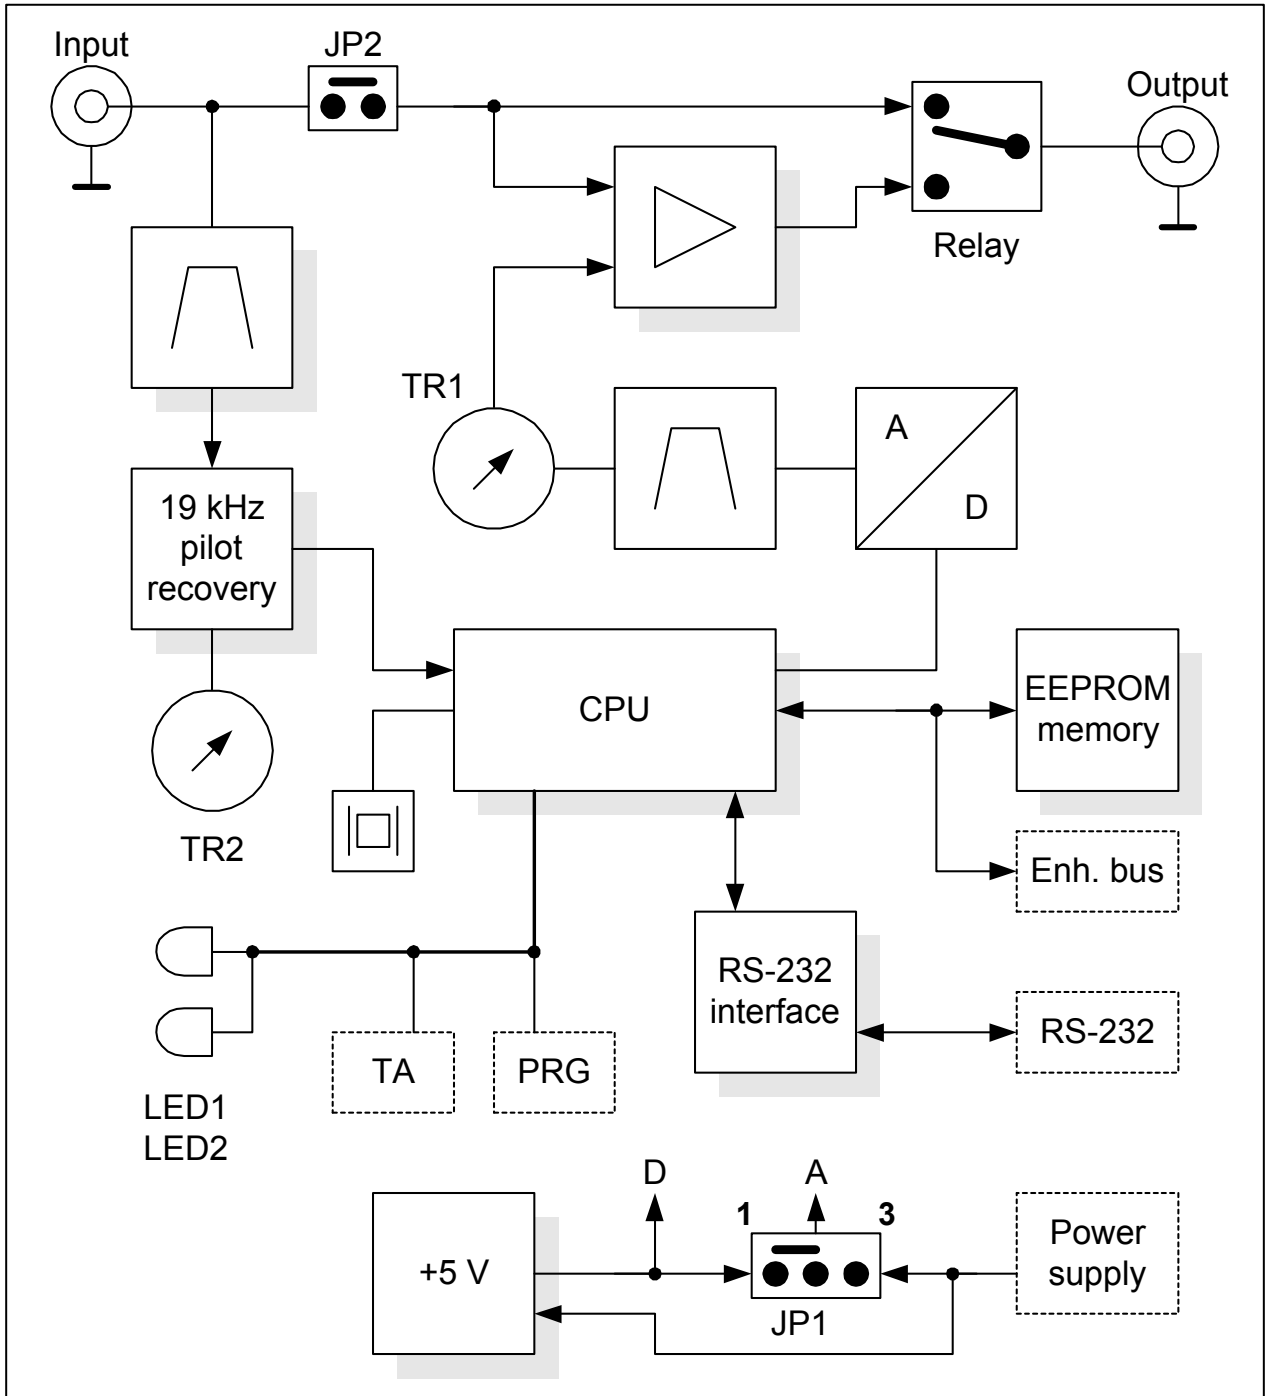 Input
JP2
Output
Relay
TR1
A
D
19 kHz
pilot
recovery
CPU
EEPROM
memory
TR2
Enh. bus
RS-232
interface
RS-232
TA
PRG
LED1
LED2
D
A
1
3
Power
supply
+5 V
JP1